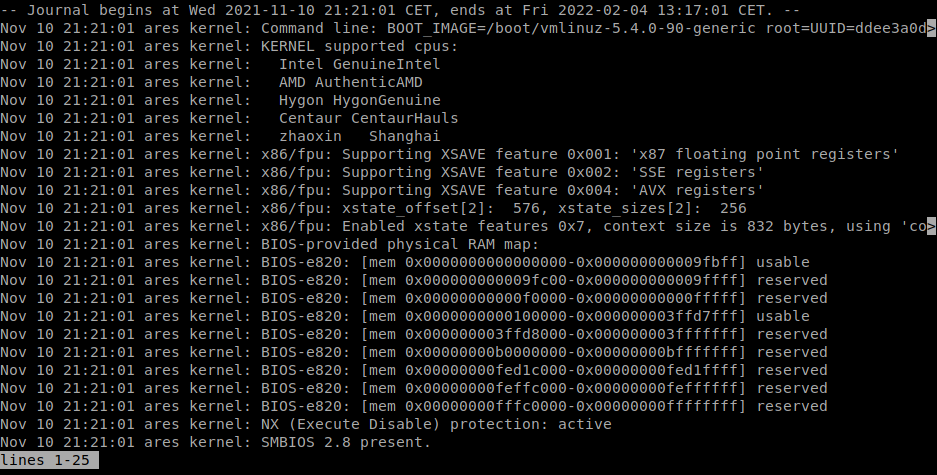 -- Journal begins at Wed 2021-11-10 21:21:01 CET, ends at Fri 2022-02-04 13:17:01 CET. --
Nov 10 21:21:01 ares kernel: Command line: BOOT_IMAGE=/boot/vmlinuz-5.4.0-90-generic root=UUID=ddee3a0d>
Nov 10 21:21:01 ares kernel: KERNEL supported cpus:
Nov 10 21:21:01 ares kernel:   Intel GenuineIntel
Nov 10 21:21:01 ares kernel:   AMD AuthenticAMD
Nov 10 21:21:01 ares kernel:   Hygon HygonGenuine
Nov 10 21:21:01 ares kernel:   Centaur CentaurHauls
Nov 10 21:21:01 ares kernel:   zhaoxin   Shanghai
Nov 10 21:21:01 ares kernel: x86/fpu: Supporting XSAVE feature 0x001: 'x87 floating point registers'
Nov 10 21:21:01 ares kernel: x86/fpu: Supporting XSAVE feature 0x002: 'SSE registers'
Nov 10 21:21:01 ares kernel: x86/fpu: Supporting XSAVE feature 0x004: 'AVX registers'
Nov 10 21:21:01 ares kernel: x86/fpu: xstate_offset[2]:  576, xstate_sizes[2]:  256
Nov 10 21:21:01 ares kernel: x86/fpu: Enabled xstate features 0x7, context size is 832 bytes, using 'co>
Nov 10 21:21:01 ares kernel: BIOS-provided physical RAM map:
Nov 10 21:21:01 ares kernel: BIOS-e820: [mem 0x0000000000000000-0x000000000009fbff] usable
Nov 10 21:21:01 ares kernel: BIOS-e820: [mem 0x000000000009fc00-0x000000000009ffff] reserved
Nov 10 21:21:01 ares kernel: BIOS-e820: [mem 0x00000000000f0000-0x00000000000fffff] reserved
Nov 10 21:21:01 ares kernel: BIOS-e820: [mem 0x0000000000100000-0x000000003ffd7fff] usable
Nov 10 21:21:01 ares kernel: BIOS-e820: [mem 0x000000003ffd8000-0x000000003fffffff] reserved
Nov 10 21:21:01 ares kernel: BIOS-e820: [mem 0x00000000b0000000-0x00000000bfffffff] reserved
Nov 10 21:21:01 ares kernel: BIOS-e820: [mem 0x00000000fed1c000-0x00000000fed1ffff] reserved
Nov 10 21:21:01 ares kernel: BIOS-e820: [mem 0x00000000feffc000-0x00000000feffffff] reserved
Nov 10 21:21:01 ares kernel: BIOS-e820: [mem 0x00000000fffc0000-0x00000000ffffffff] reserved
Nov 10 21:21:01 ares kernel: NX (Execute Disable) protection: active
Nov 10 21:21:01 ares kernel: SMBIOS 2.8 present.
lines 1-25